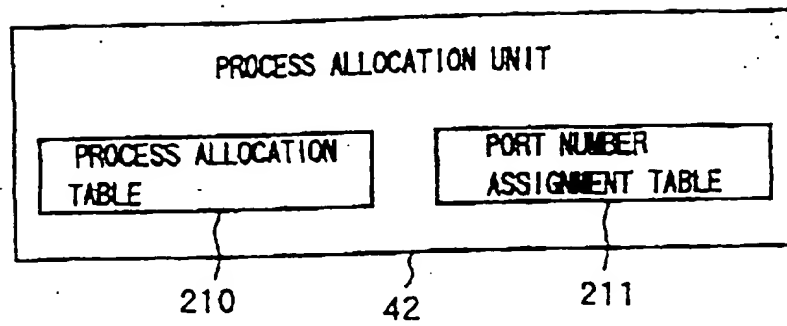 PROCESS ALLOCATION UNIT
PROCESS ALLOCATION
TABLE
PORT NUMBER
ASSIGNMENT TABLE
210
42
211